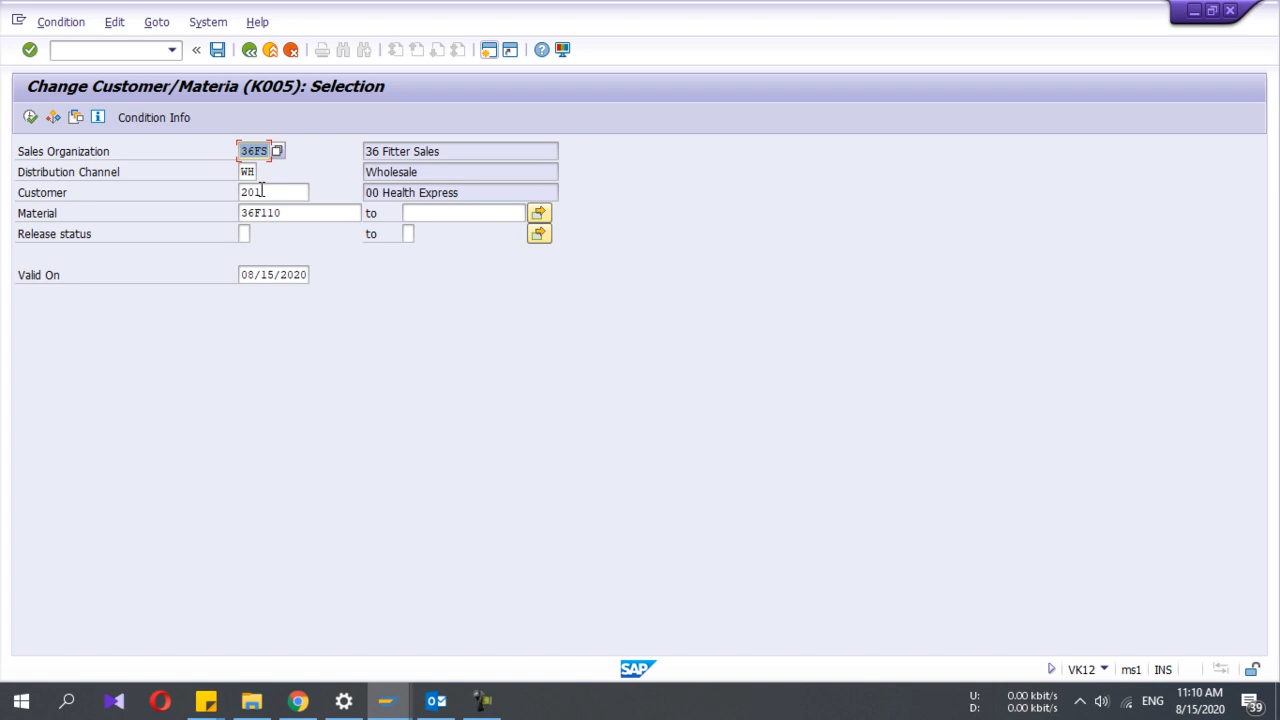 Condition Edit Goto System Help
Change Customer/Materia (K005): Selection
Condition Info
Sales Organization 36FS 36 Fitter Sales
Distribution Channel WH Wholesale
Customer 201 00 Health Express
Material 36F110 to
Release status to
Valid On 08/15/2020
SAP VK12 ms1 INS
U: 0.00 kbit/s
D: 0.00 kbit/s
ENG
11:10 AM
8/15/2020
39